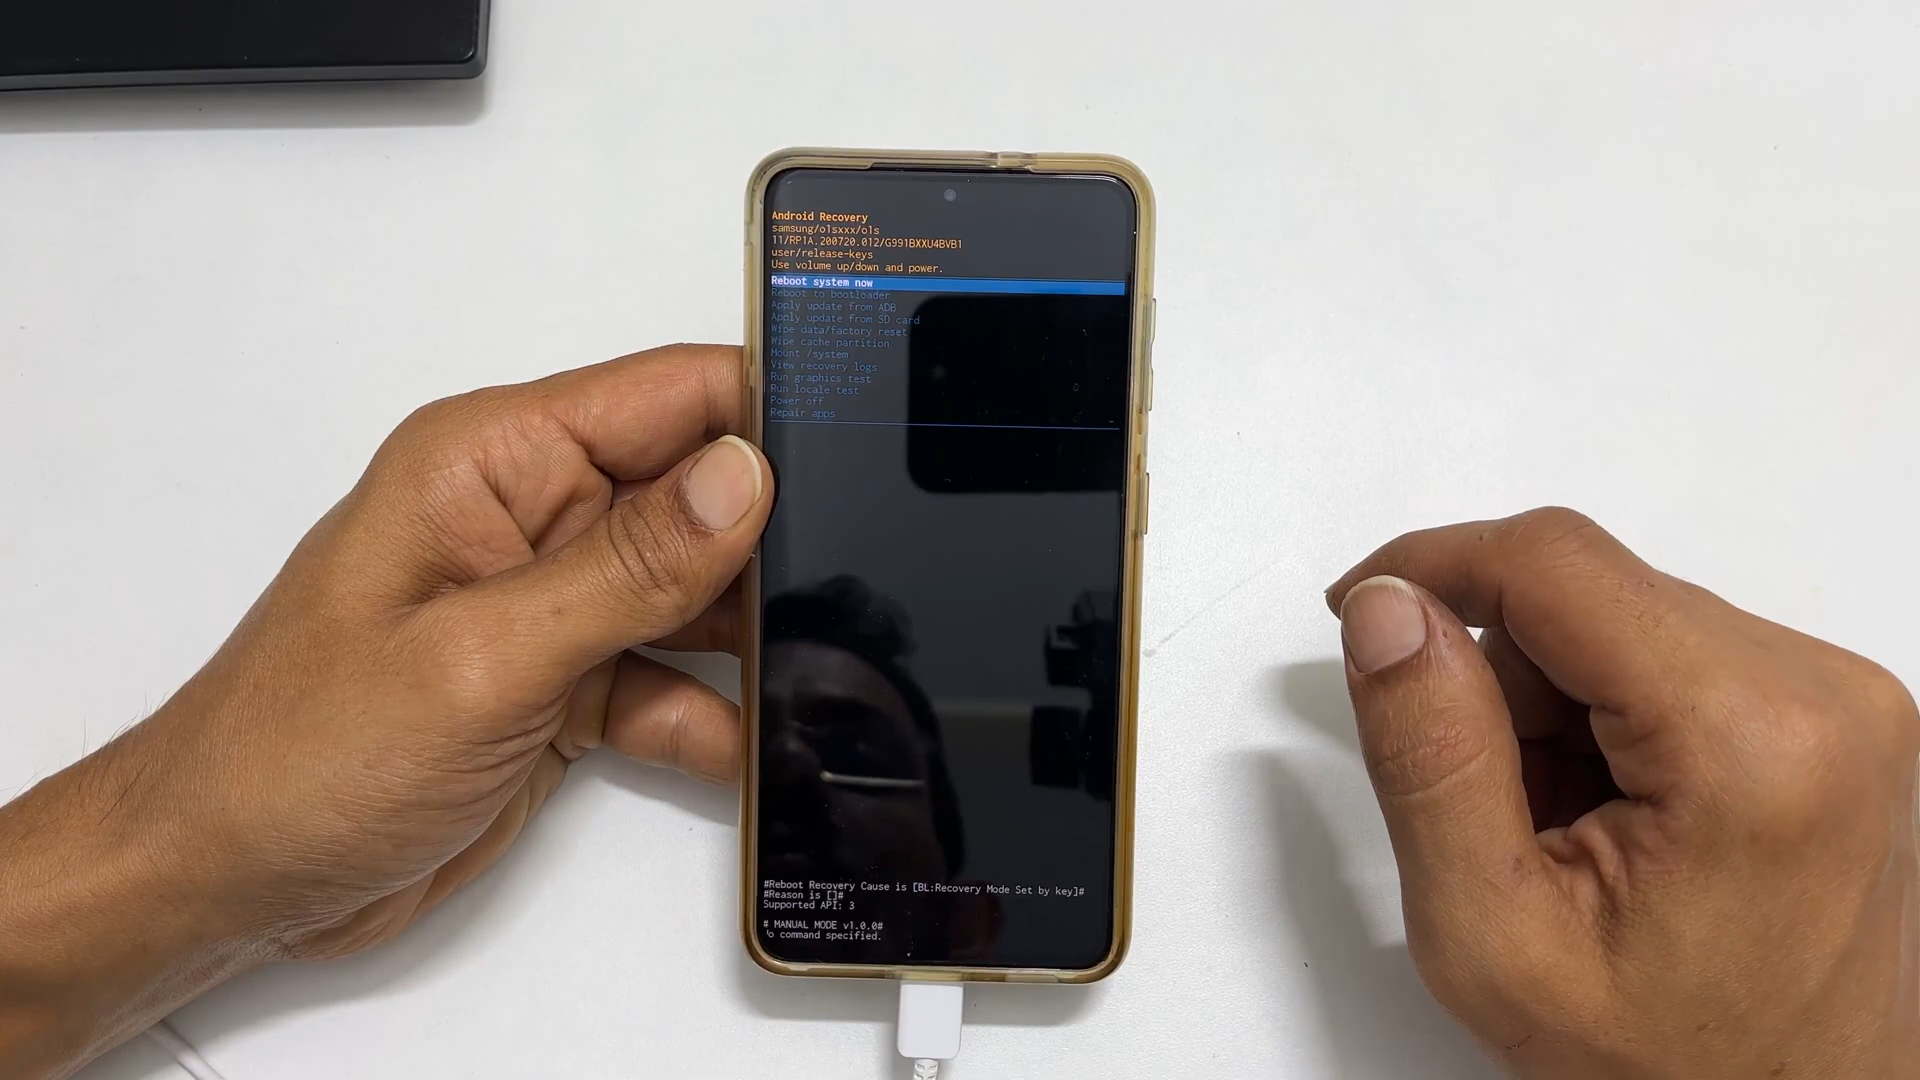 Android Recovery
samsung/o1sxxx/o1s
11/RP1A.200720.012/G991BXXU4BVB1
user/release-keys
Use volume up/down and power.
Reboot system now
Reboot to bootloader
Apply update from ADB
Apply update from SD card
Wipe data/factory reset
Wipe cache partition
Mount /system
View recovery logs
Run graphics test
Run locale test
Power off
Repair apps
#Reboot Recovery Cause is [BL:Recovery Mode Set by key]#
#Reason is []#
Supported API: 3
# MANUAL MODE v1.0.0#
command specified.